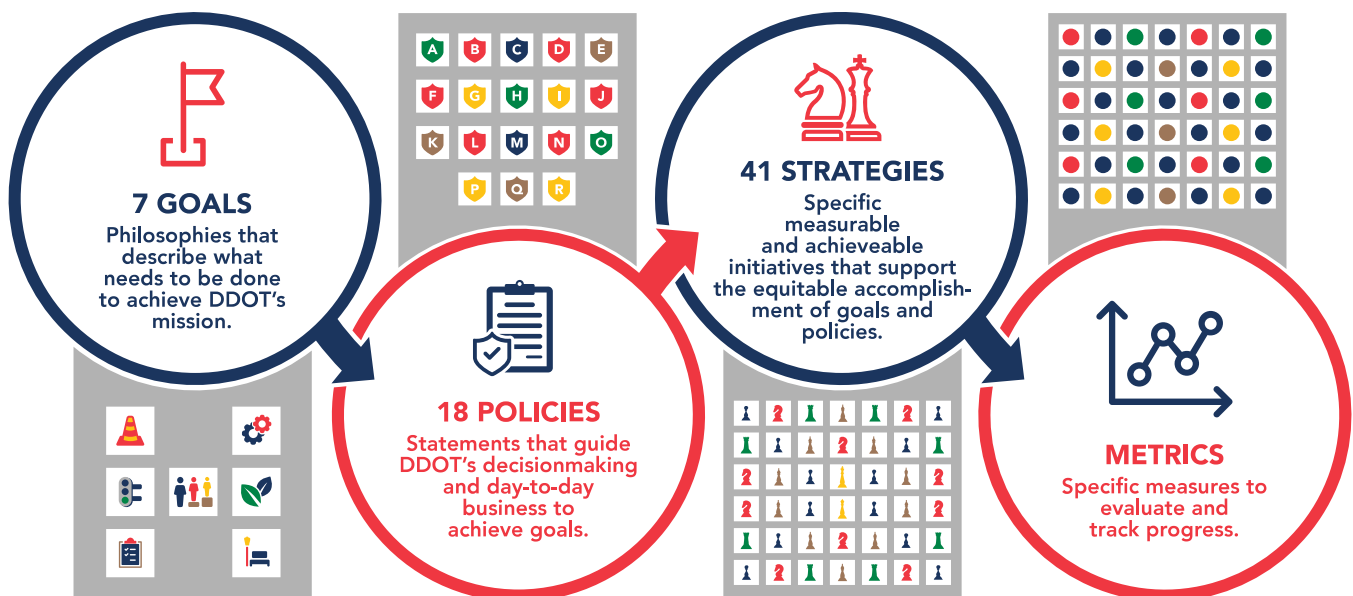 7 GOALS
Philosophies that
describe what
needs to be done
to achieve DDOT's
mission.
A B C D E
F G H I J
K L M N O
P Q R
18 POLICIES
Statements that guide
DDOT's decisionmaking
and day-to-day
business to
achieve goals.
41 STRATEGIES
Specific
measurable
and achieveable
initiatives that support
the equitable accomplish-
ment of goals and
policies.
METRICS
Specific measures to
evaluate and
track progress.